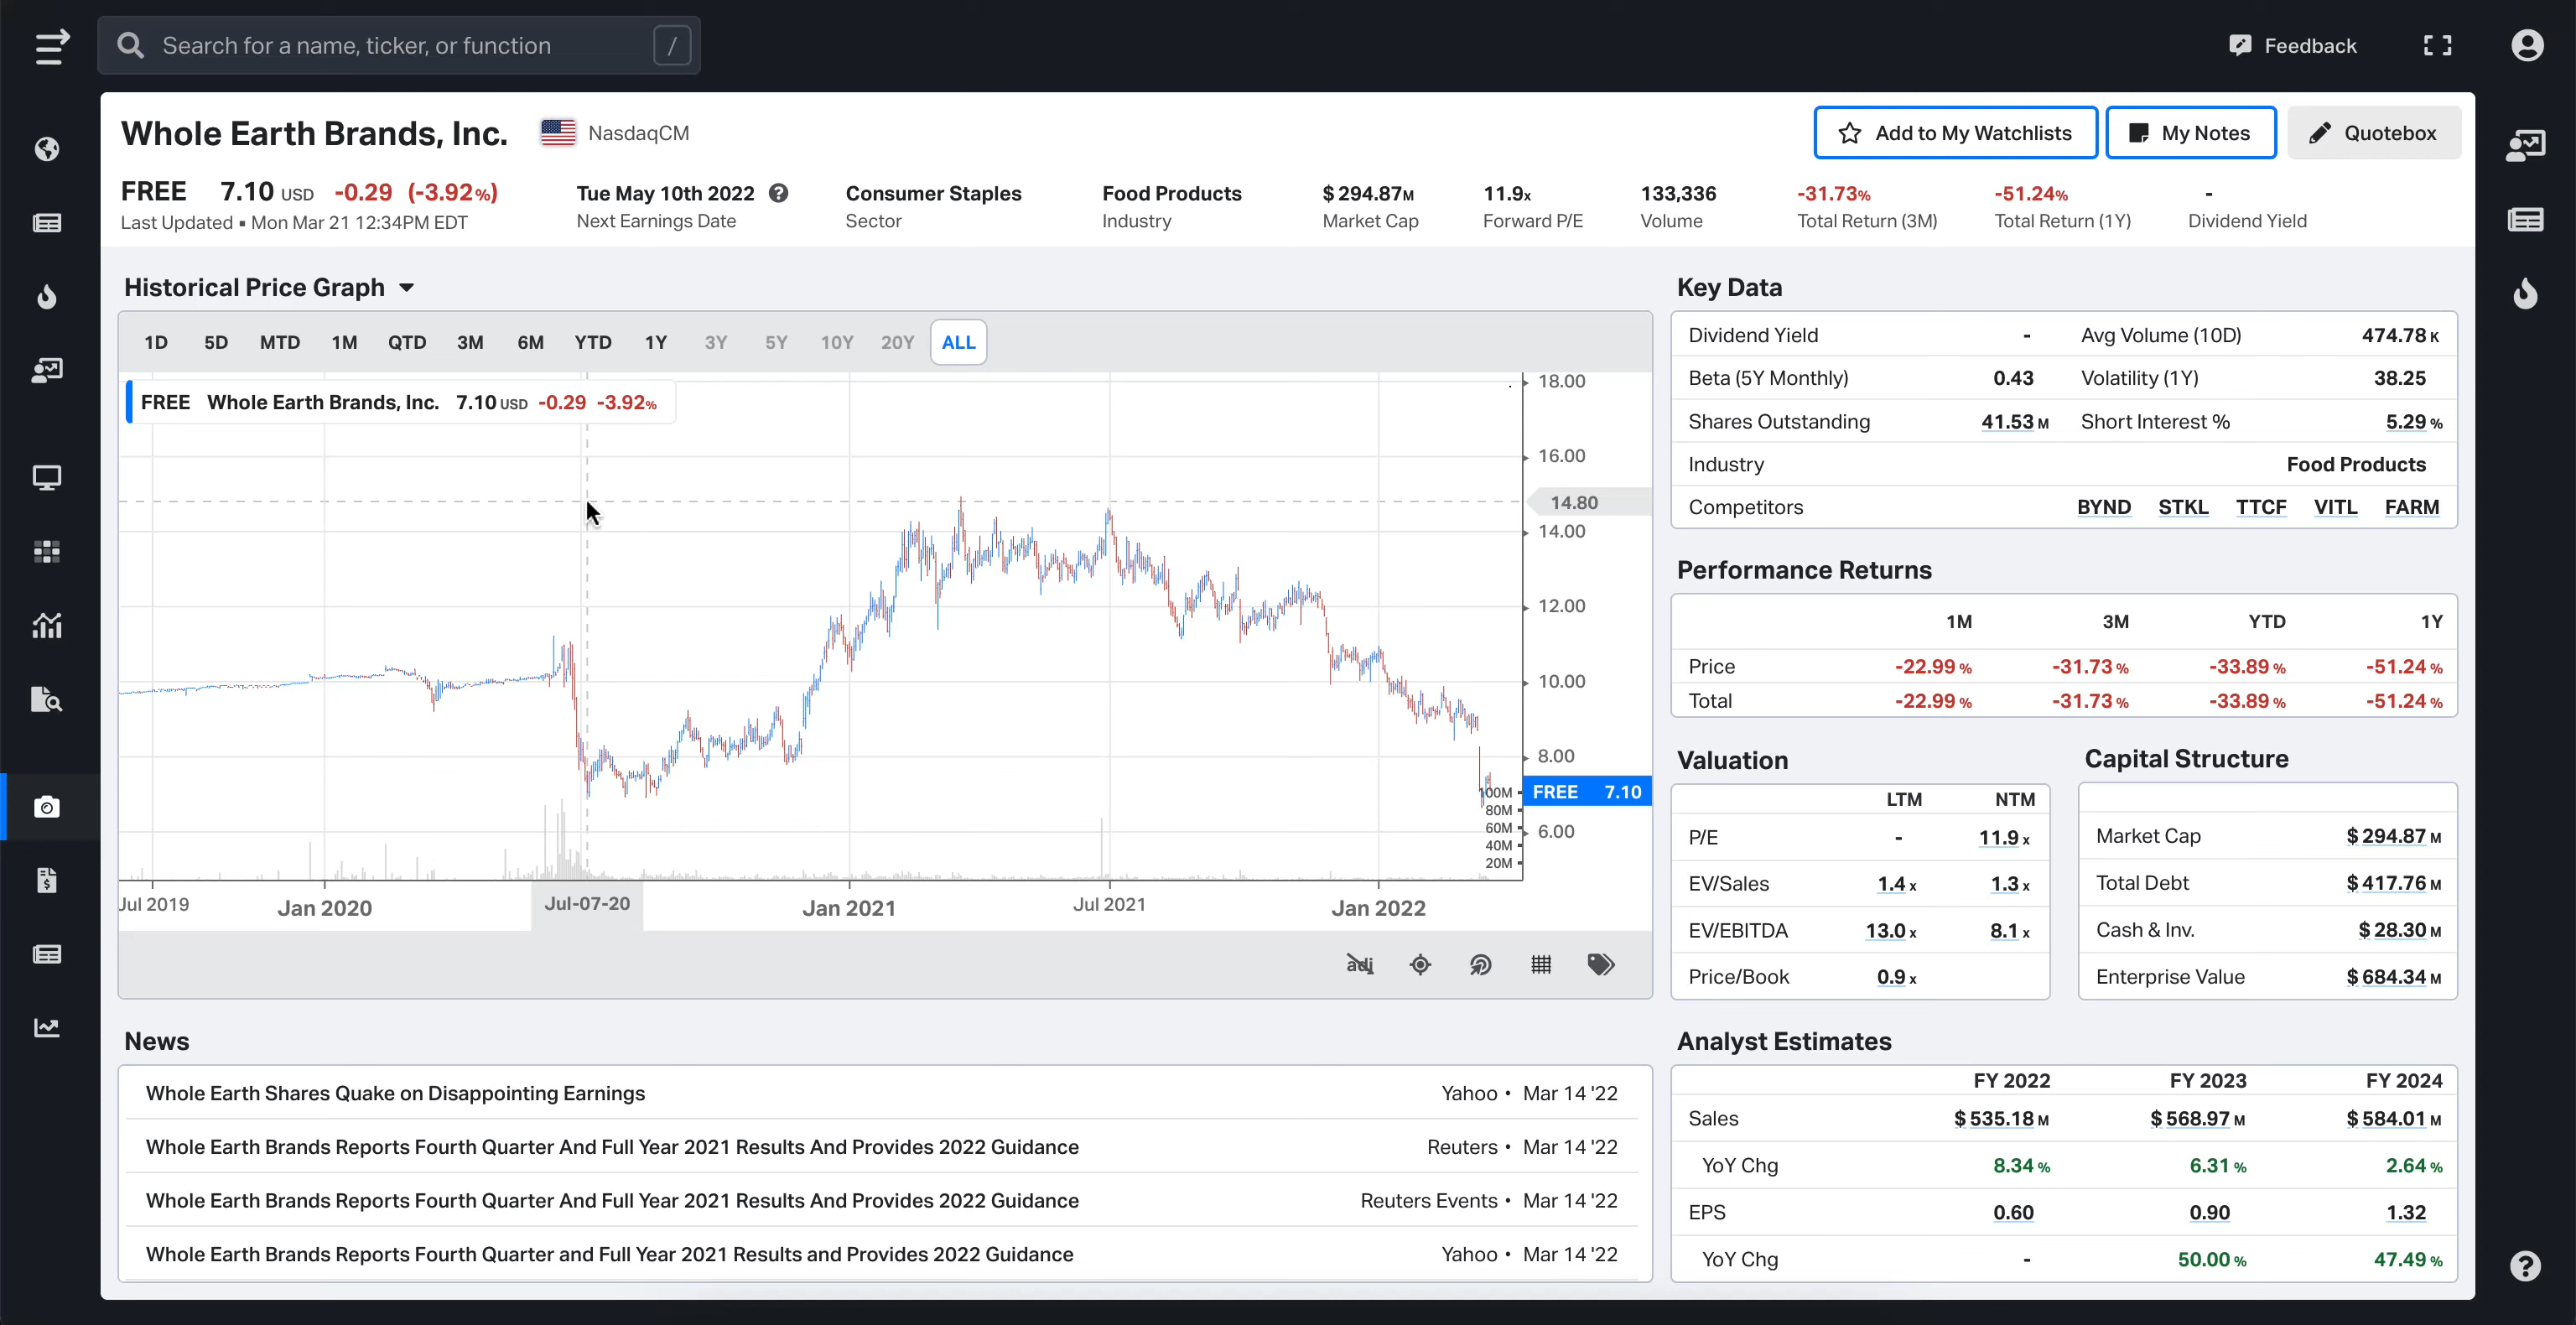 Search for a name, ticker, or function /
Feedback
Whole Earth Brands, Inc. NasdaqCM
Add to My Watchlists My Notes Quotebox
FREE 7.10 USD -0.29 (-3.92%) Tue May 10th 2022 Consumer Staples Food Products $294.87M 11.9x 133,336 -31.73% -51.24% -
Last Updated ▪ Mon Mar 21 12:34PM EDT Next Earnings Date Sector Industry Market Cap Forward P/E Volume Total Return (3M) Total Return (1Y) Dividend Yield
Historical Price Graph
1D 5D MTD 1M QTD 3M 6M YTD 1Y 3Y 5Y 10Y 20Y ALL
FREE Whole Earth Brands, Inc. 7.10 USD -0.29 -3.92%
18.00
16.00
14.80
14.00
12.00
10.00
8.00
FREE 7.10
6.00
100M
80M
60M
40M
20M
Jul 2019 Jan 2020 Jul-07-20 Jan 2021 Jul 2021 Jan 2022
adj
News
Whole Earth Shares Quake on Disappointing Earnings Yahoo • Mar 14 '22
Whole Earth Brands Reports Fourth Quarter And Full Year 2021 Results And Provides 2022 Guidance Reuters • Mar 14 '22
Whole Earth Brands Reports Fourth Quarter And Full Year 2021 Results And Provides 2022 Guidance Reuters Events • Mar 14 '22
Whole Earth Brands Reports Fourth Quarter and Full Year 2021 Results and Provides 2022 Guidance Yahoo • Mar 14 '22
Key Data
Dividend Yield - Avg Volume (10D) 474.78 K
Beta (5Y Monthly) 0.43 Volatility (1Y) 38.25
Shares Outstanding 41.53 M Short Interest % 5.29 %
Industry Food Products
Competitors BYND STKL TTCF VITL FARM
Performance Returns
1M 3M YTD 1Y
Price -22.99 % -31.73 % -33.89 % -51.24 %
Total -22.99 % -31.73 % -33.89 % -51.24 %
Valuation
LTM NTM
P/E - 11.9 x
EV/Sales 1.4 x 1.3 x
EV/EBITDA 13.0 x 8.1 x
Price/Book 0.9 x
Capital Structure
Market Cap $ 294.87 M
Total Debt $ 417.76 M
Cash & Inv. $ 28.30 M
Enterprise Value $ 684.34 M
Analyst Estimates
FY 2022 FY 2023 FY 2024
Sales $ 535.18 M $ 568.97 M $ 584.01 M
YoY Chg 8.34 % 6.31 % 2.64 %
EPS 0.60 0.90 1.32
YoY Chg - 50.00 % 47.49 %